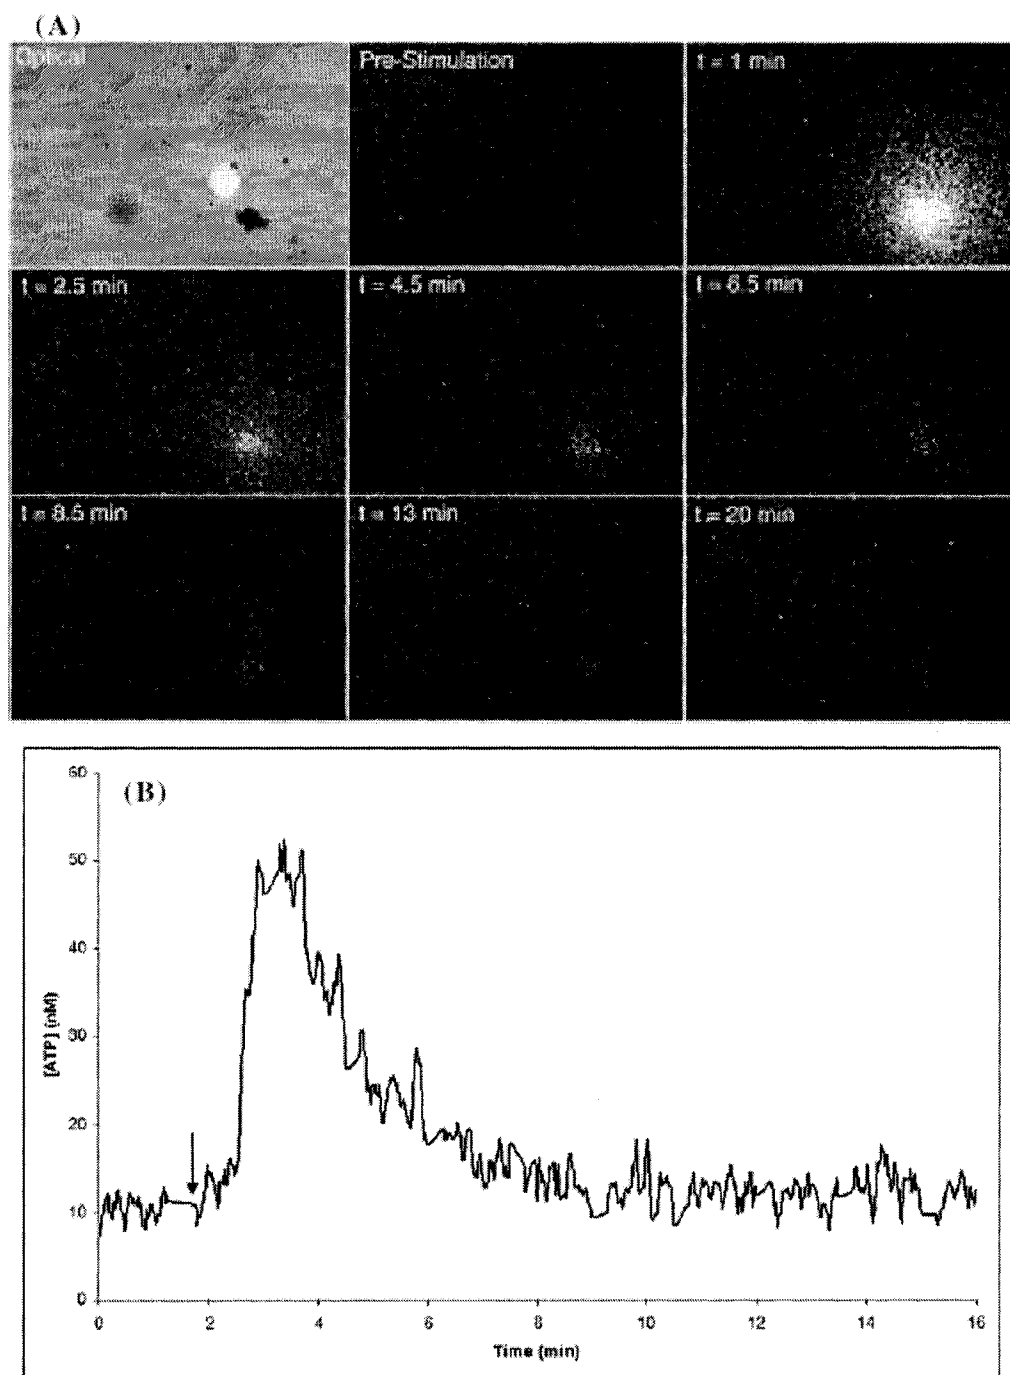 (A)
Optical
Pre-Stimulation
t = 1 min
t = 2.5 min
t = 4.5 min
t = 6.5 min
t = 8.5 min
t = 13 min
t = 20 min
(B)
60
50
40
30
20
10
0
[ATP] (nM)
0 2 4 6 8 10 12 14 16
Time (min)